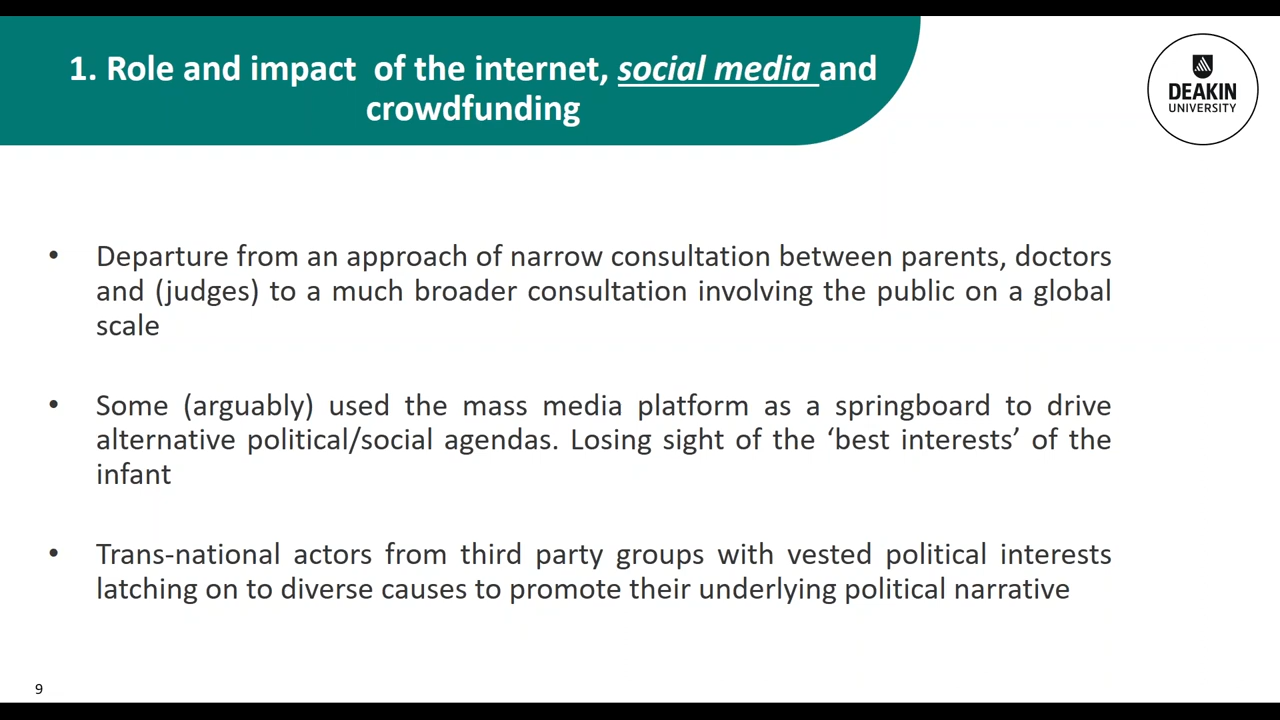 1. Role and impact  of the internet, social media and
crowdfunding
DEAKIN
UNIVERSITY
• Departure from an approach of narrow consultation between parents, doctors
and (judges) to a much broader consultation involving the public on a global
scale
• Some (arguably) used the mass media platform as a springboard to drive
alternative political/social agendas. Losing sight of the ‘best interests’ of the
infant
• Trans-national actors from third party groups with vested political interests
latching on to diverse causes to promote their underlying political narrative
9